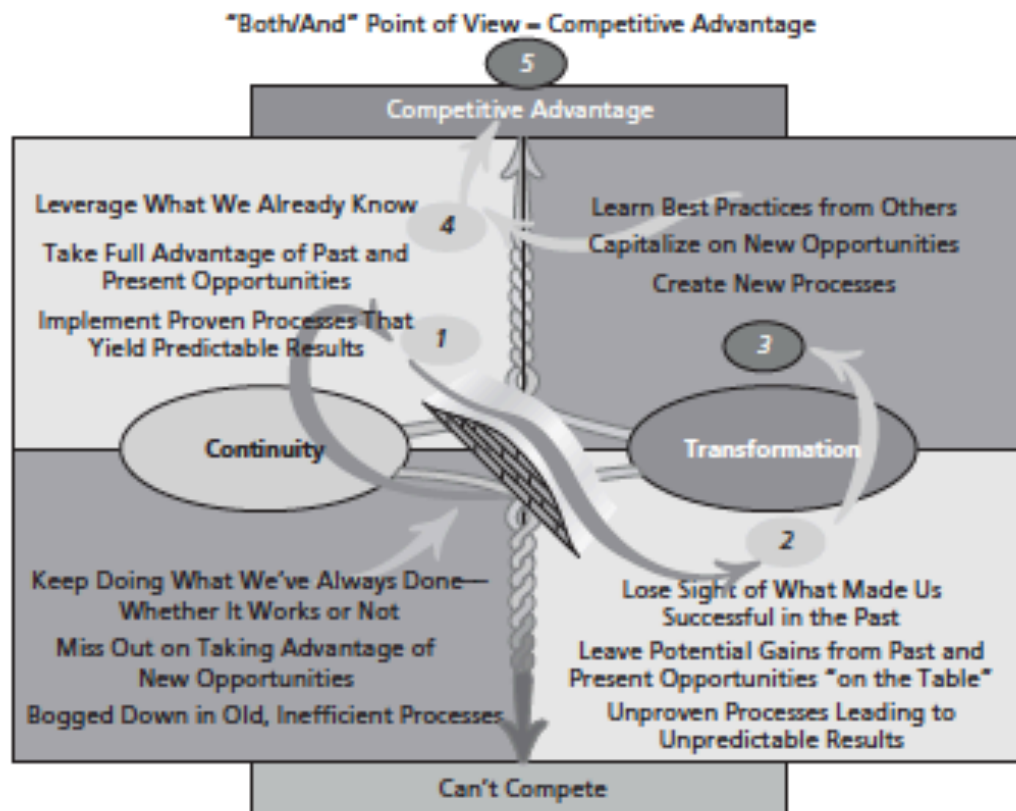 "Both/And" Point of View – Competitive Advantage
5
Competitive Advantage
Leverage What We Already Know
4
Take Full Advantage of Past and
Present Opportunities
Implement Proven Processes That
Yield Predictable Results
1
Learn Best Practices from Others
Capitalize on New Opportunities
Create New Processes
3
Continuity
Transformation
2
Keep Doing What We've Always Done—
Whether It Works or Not
Miss Out on Taking Advantage of
New Opportunities
Bogged Down in Old, Inefficient Processes
Lose Sight of What Made Us
Successful in the Past
Leave Potential Gains from Past and
Present Opportunities "on the Table"
Unproven Processes Leading to
Unpredictable Results
Can't Compete